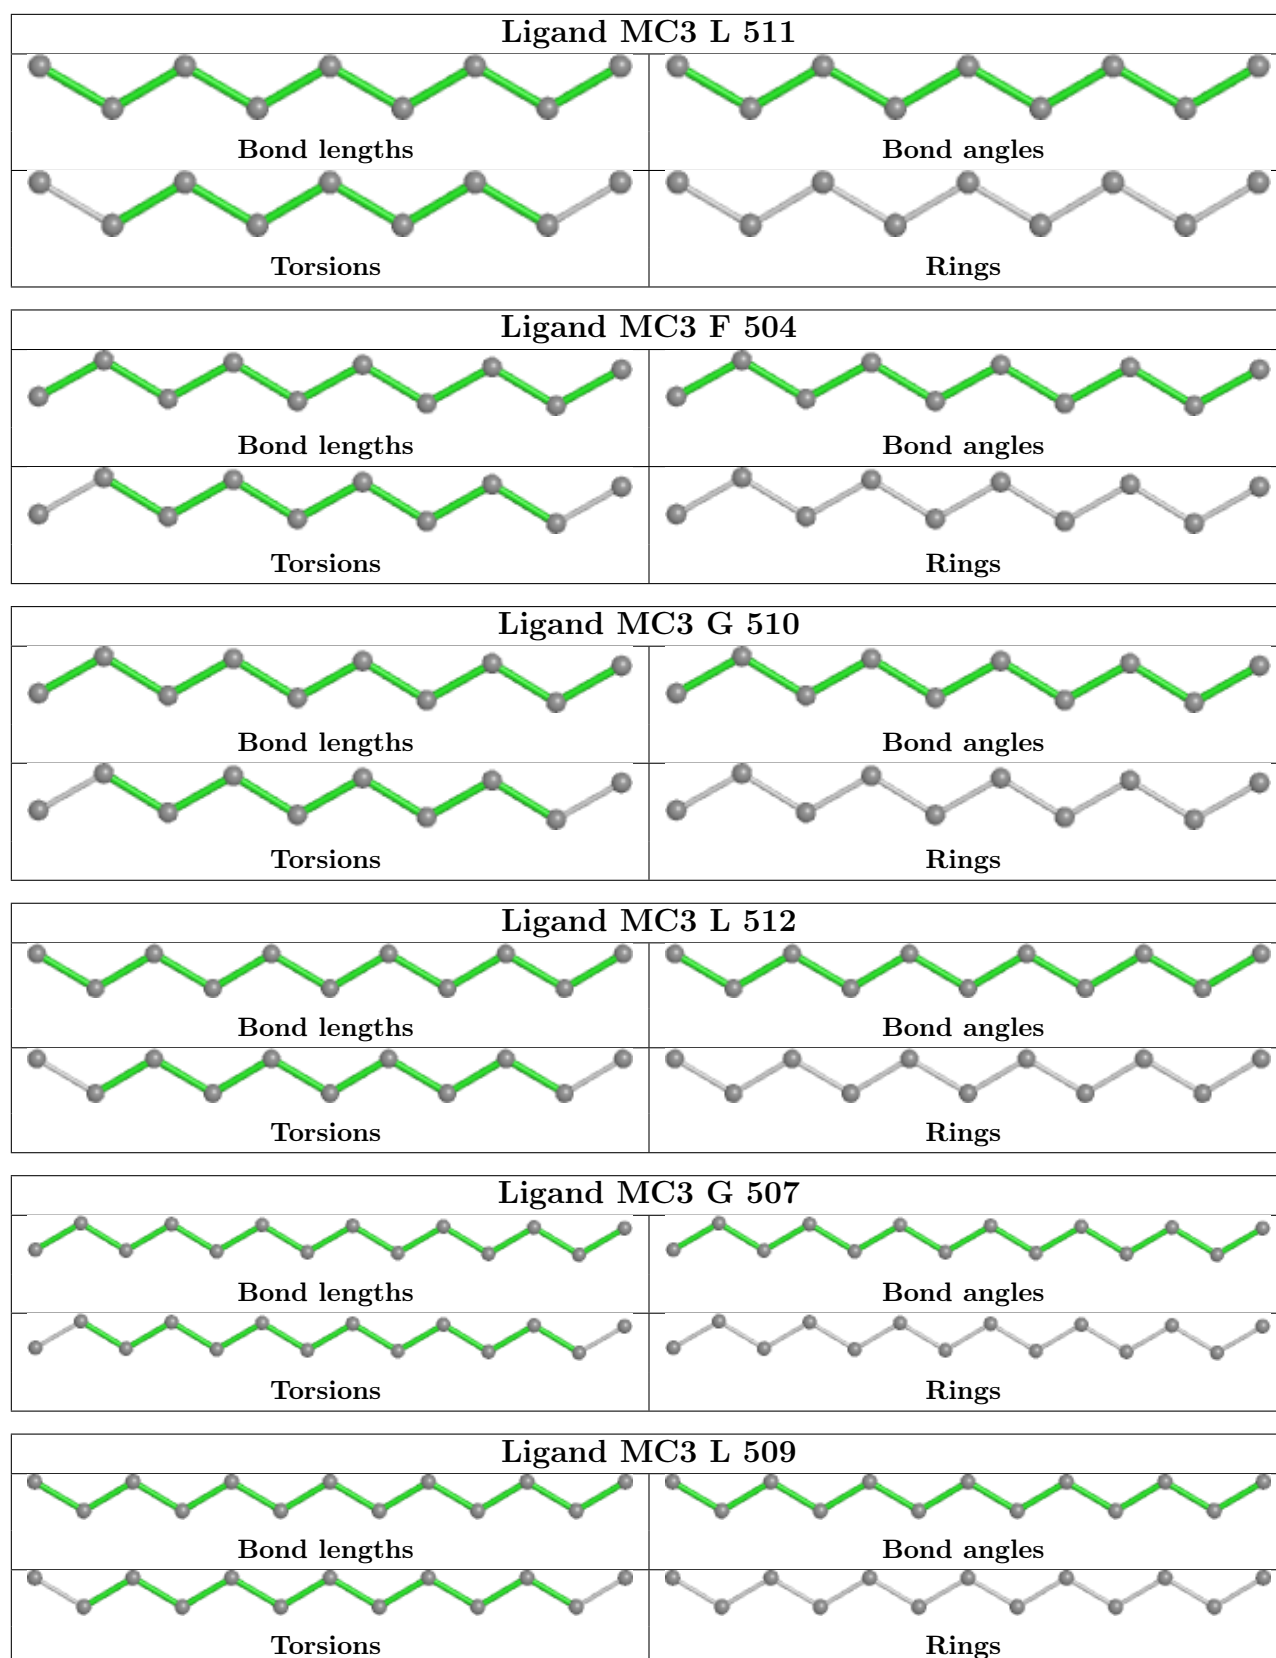 Ligand MC3 L 511
Bond lengths
Bond angles
Torsions
Rings
Ligand MC3 F 504
Bond lengths
Bond angles
Torsions
Rings
Ligand MC3 G 510
Bond lengths
Bond angles
Torsions
Rings
Ligand MC3 L 512
Bond lengths
Bond angles
Torsions
Rings
Ligand MC3 G 507
Bond lengths
Bond angles
Torsions
Rings
Ligand MC3 L 509
Bond lengths
Bond angles
Torsions
Rings